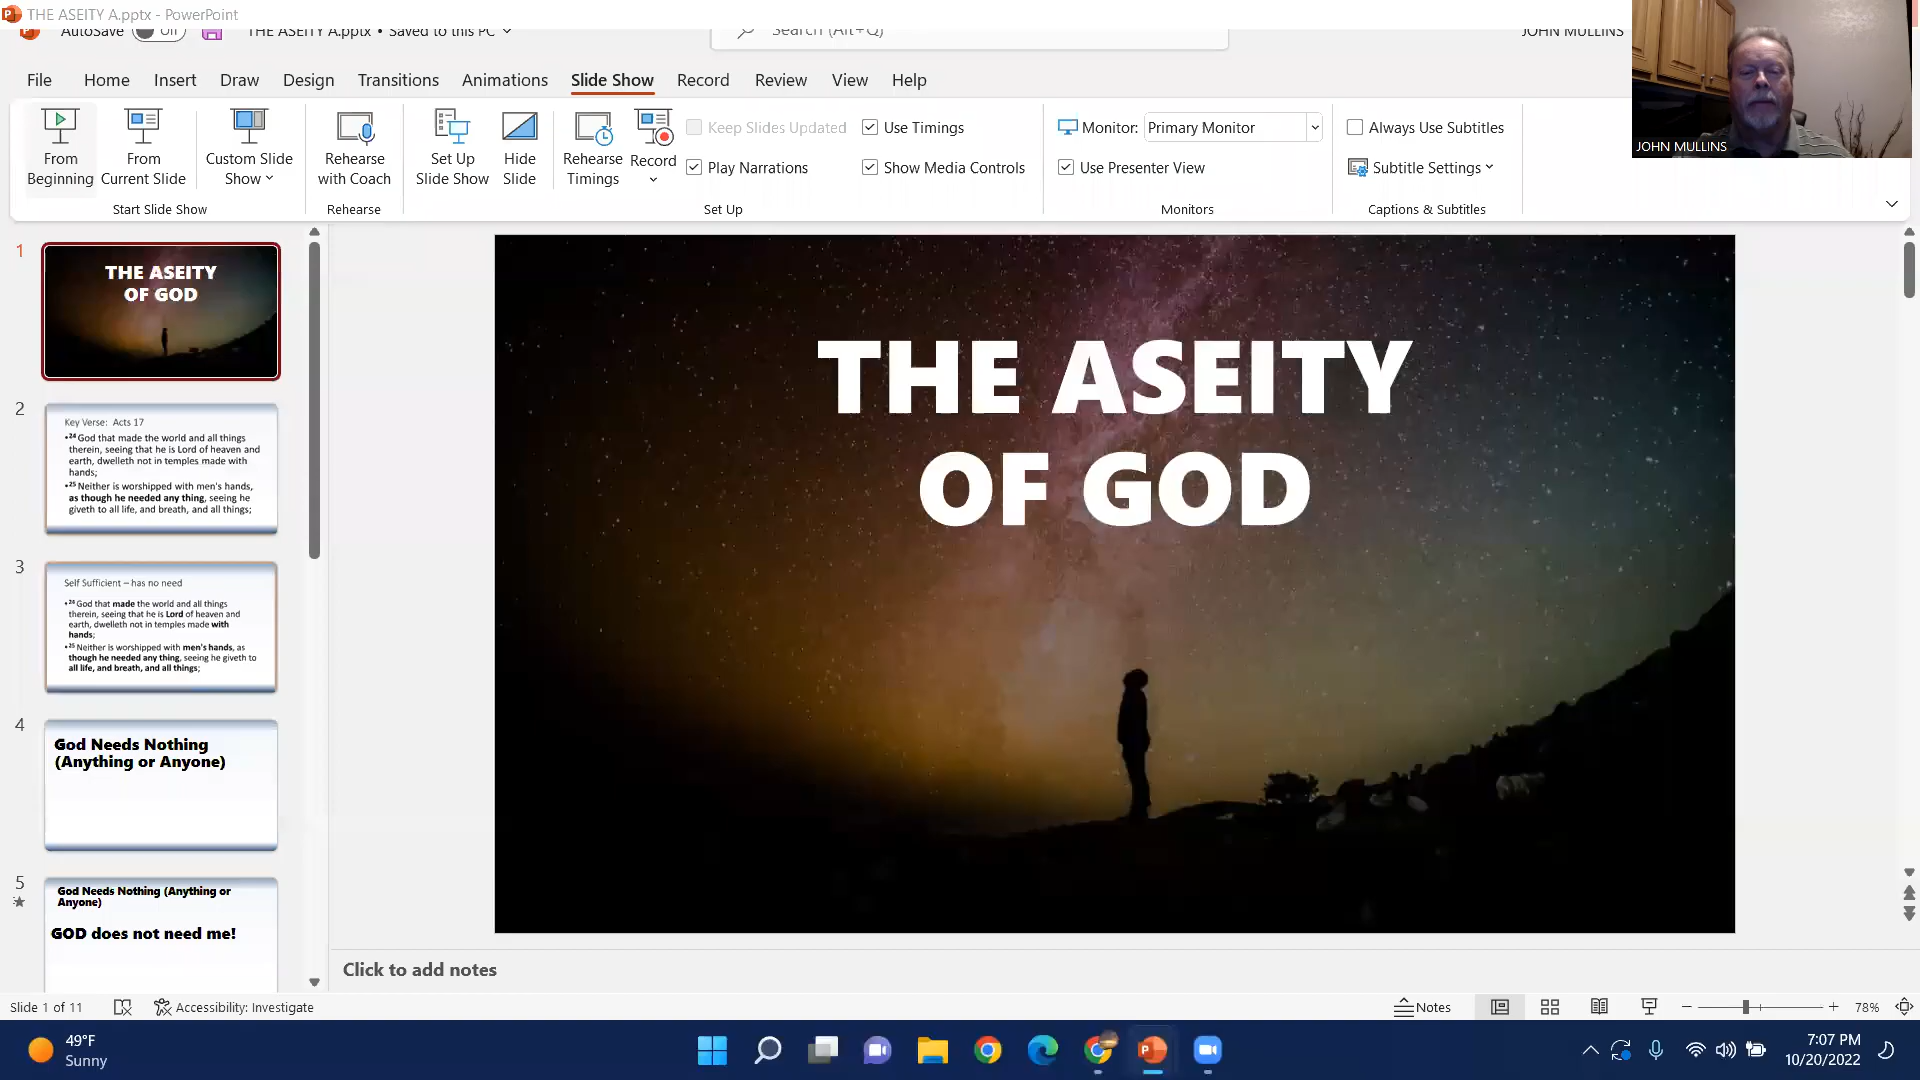 THE ASEITY A.pptx - PowerPoint
AutoSave Off THE ASEITY A.pptx • Saved to this PC Search (Alt+Q) JOHN MULLINS
File Home Insert Draw Design Transitions Animations Slide Show Record Review View Help
From Beginning
From Current Slide
Custom Slide Show
Start Slide Show
Rehearse with Coach
Rehearse
Set Up Slide Show
Hide Slide
Rehearse Timings
Record
Keep Slides Updated
Play Narrations
Use Timings
Show Media Controls
Set Up
Monitor: Primary Monitor
Use Presenter View
Monitors
Always Use Subtitles
Subtitle Settings
Captions & Subtitles
JOHN MULLINS
1
THE ASEITY
OF GOD
2
Key Verse: Acts 17
•24 God that made the world and all things
therein, seeing that he is Lord of heaven and
earth, dwelleth not in temples made with
hands;
•25 Neither is worshipped with men's hands,
as though he needed any thing, seeing he
giveth to all life, and breath, and all things;
3
Self Sufficient – has no need
•24 God that made the world and all things
therein, seeing that he is Lord of heaven and
earth, dwelleth not in temples made with
hands;
•25 Neither is worshipped with men's hands, as
though he needed any thing, seeing he giveth to
all life, and breath, and all things;
4
God Needs Nothing
(Anything or Anyone)
5
God Needs Nothing (Anything or
Anyone)
GOD does not need me!
THE ASEITY
OF GOD
Click to add notes
Slide 1 of 11 Accessibility: Investigate Notes 78%
49°F
Sunny
7:07 PM
10/20/2022